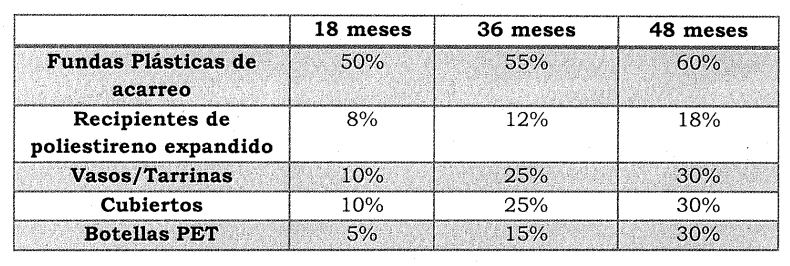 18 meses 36 meses 48 meses
Fundas Plásticas de 50% 55% 60%
acarreo
Recipientes de 8% 12% 18%
poliestireno expandido
Vasos/Tarrinas 10% 25% 30%
Cubiertos 10% 25% 30%
Botellas PET 5% 15% 30%